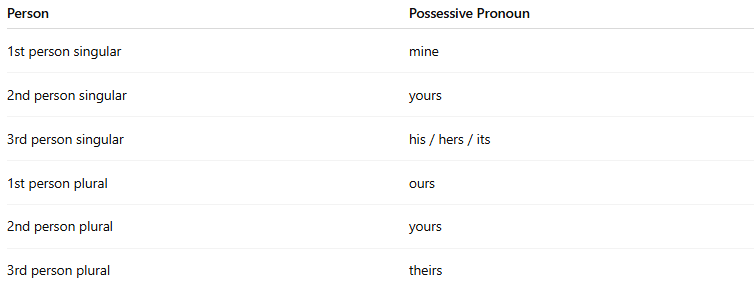 Person Possessive Pronoun
1st person singular mine
2nd person singular yours
3rd person singular his / hers / its
1st person plural ours
2nd person plural yours
3rd person plural theirs